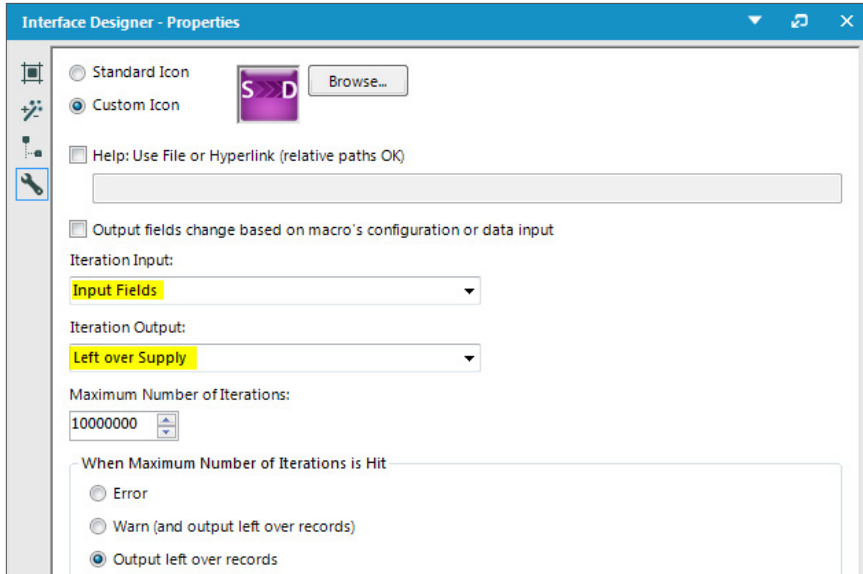 Interface Designer - Properties
Standard Icon
Custom Icon
S D
Browse...
Help: Use File or Hyperlink (relative paths OK)
Output fields change based on macro's configuration or data input
Iteration Input:
Input Fields
Iteration Output:
Left over Supply
Maximum Number of Iterations:
10000000
When Maximum Number of Iterations is Hit
Error
Warn (and output left over records)
Output left over records